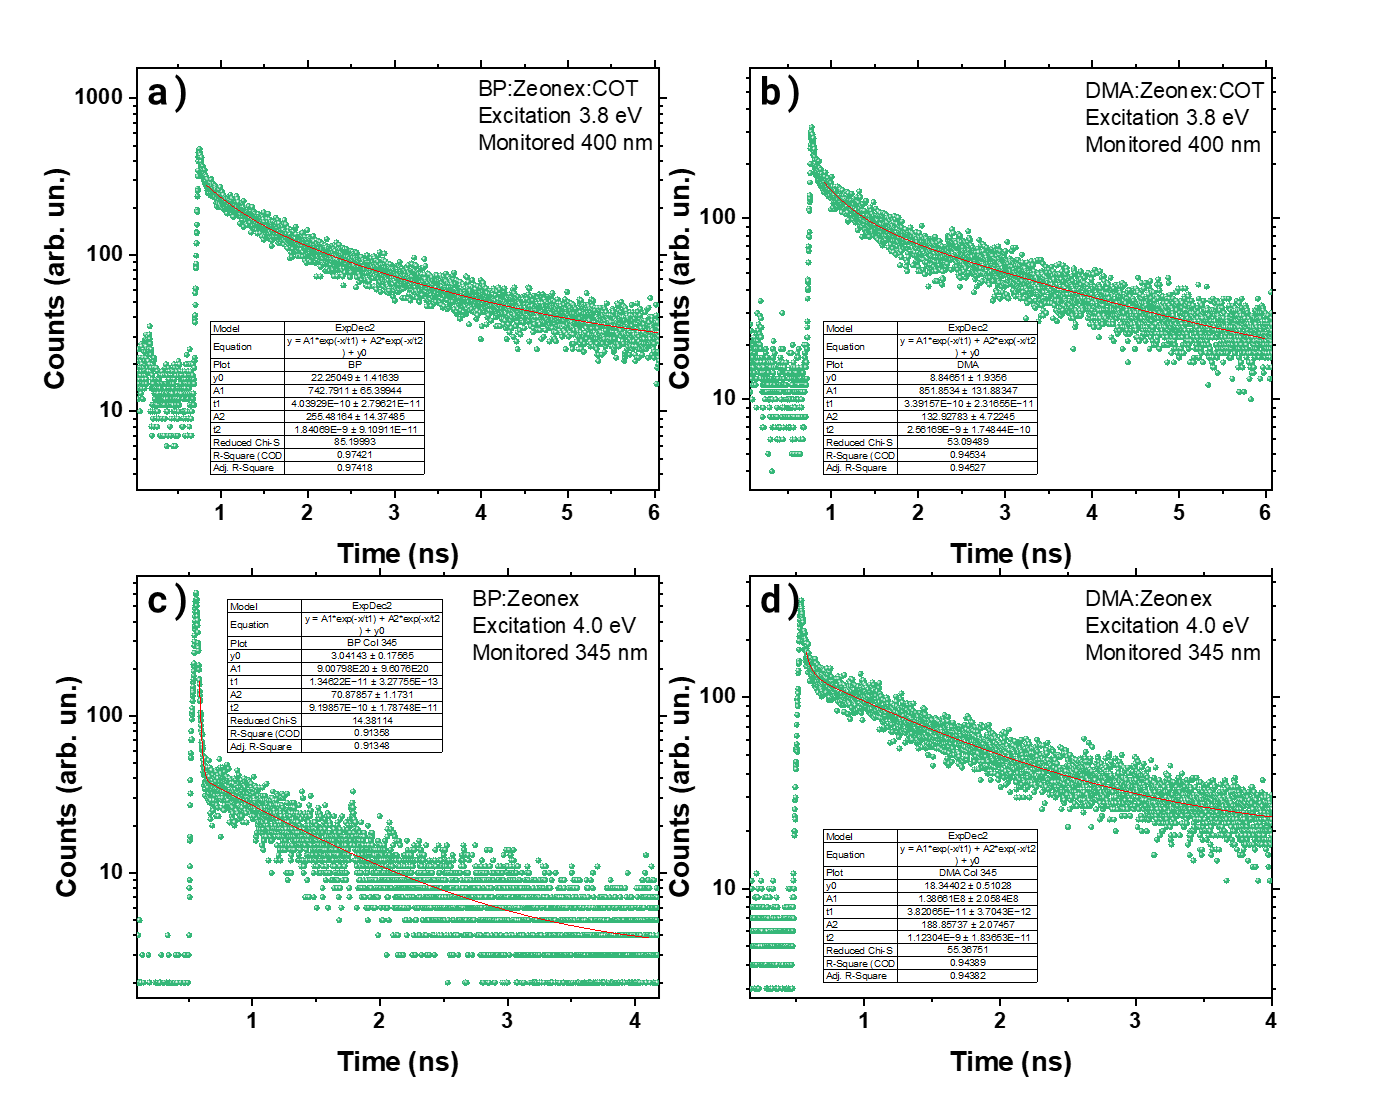 a)
BP:Zeonex:COT
Excitation 3.8 eV
Monitored 400 nm
Counts (arb. un.)
1000
100
10
Model ExpDec2
Equation y = A1*exp(-x/t1) + A2*exp(-x/t2
) + y0
Plot BP
y0 22.25049 ± 1.41639
A1 742.7911 ± 65.39944
t1 4.03929E−10 ± 2.79621E−11
A2 255.48164 ± 14.37485
t2 1.84069E−9 ± 9.10911E−11
Reduced Chi-S 85.19993
R-Square (COD 0.97421
Adj. R-Square 0.97418
1 2 3 4 5 6
Time (ns)
b)
DMA:Zeonex:COT
Excitation 3.8 eV
Monitored 400 nm
Counts (arb. un.)
100
10
Model ExpDec2
Equation y = A1*exp(-x/t1) + A2*exp(-x/t2
) + y0
Plot DMA
y0 8.84651 ± 1.9356
A1 851.8534 ± 131.88347
t1 3.39157E−10 ± 2.31655E−11
A2 132.92783 ± 4.72245
t2 2.56169E−9 ± 1.74844E−10
Reduced Chi-S 53.09489
R-Square (COD 0.94534
Adj. R-Square 0.94527
1 2 3 4 5 6
Time (ns)
c)
BP:Zeonex
Excitation 4.0 eV
Monitored 345 nm
Counts (arb. un.)
100
10
Model ExpDec2
Equation y = A1*exp(-x/t1) + A2*exp(-x/t2
) + y0
Plot BP Col 345
y0 3.04143 ± 0.17565
A1 9.00798E20 ± 9.6076E20
t1 1.34622E−11 ± 3.27755E−13
A2 70.87857 ± 1.1731
t2 9.19857E−10 ± 1.78748E−11
Reduced Chi-S 14.38114
R-Square (COD 0.91358
Adj. R-Square 0.91348
1 2 3 4
Time (ns)
d)
DMA:Zeonex
Excitation 4.0 eV
Monitored 345 nm
Counts (arb. un.)
100
10
Model ExpDec2
Equation y = A1*exp(-x/t1) + A2*exp(-x/t2
) + y0
Plot DMA Col 345
y0 18.34402 ± 0.51028
A1 1.38661E8 ± 2.0584E8
t1 3.82065E−11 ± 3.7043E−12
A2 188.85737 ± 2.07457
t2 1.12304E−9 ± 1.83653E−11
Reduced Chi-S 55.36751
R-Square (COD 0.94389
Adj. R-Square 0.94382
1 2 3 4
Time (ns)